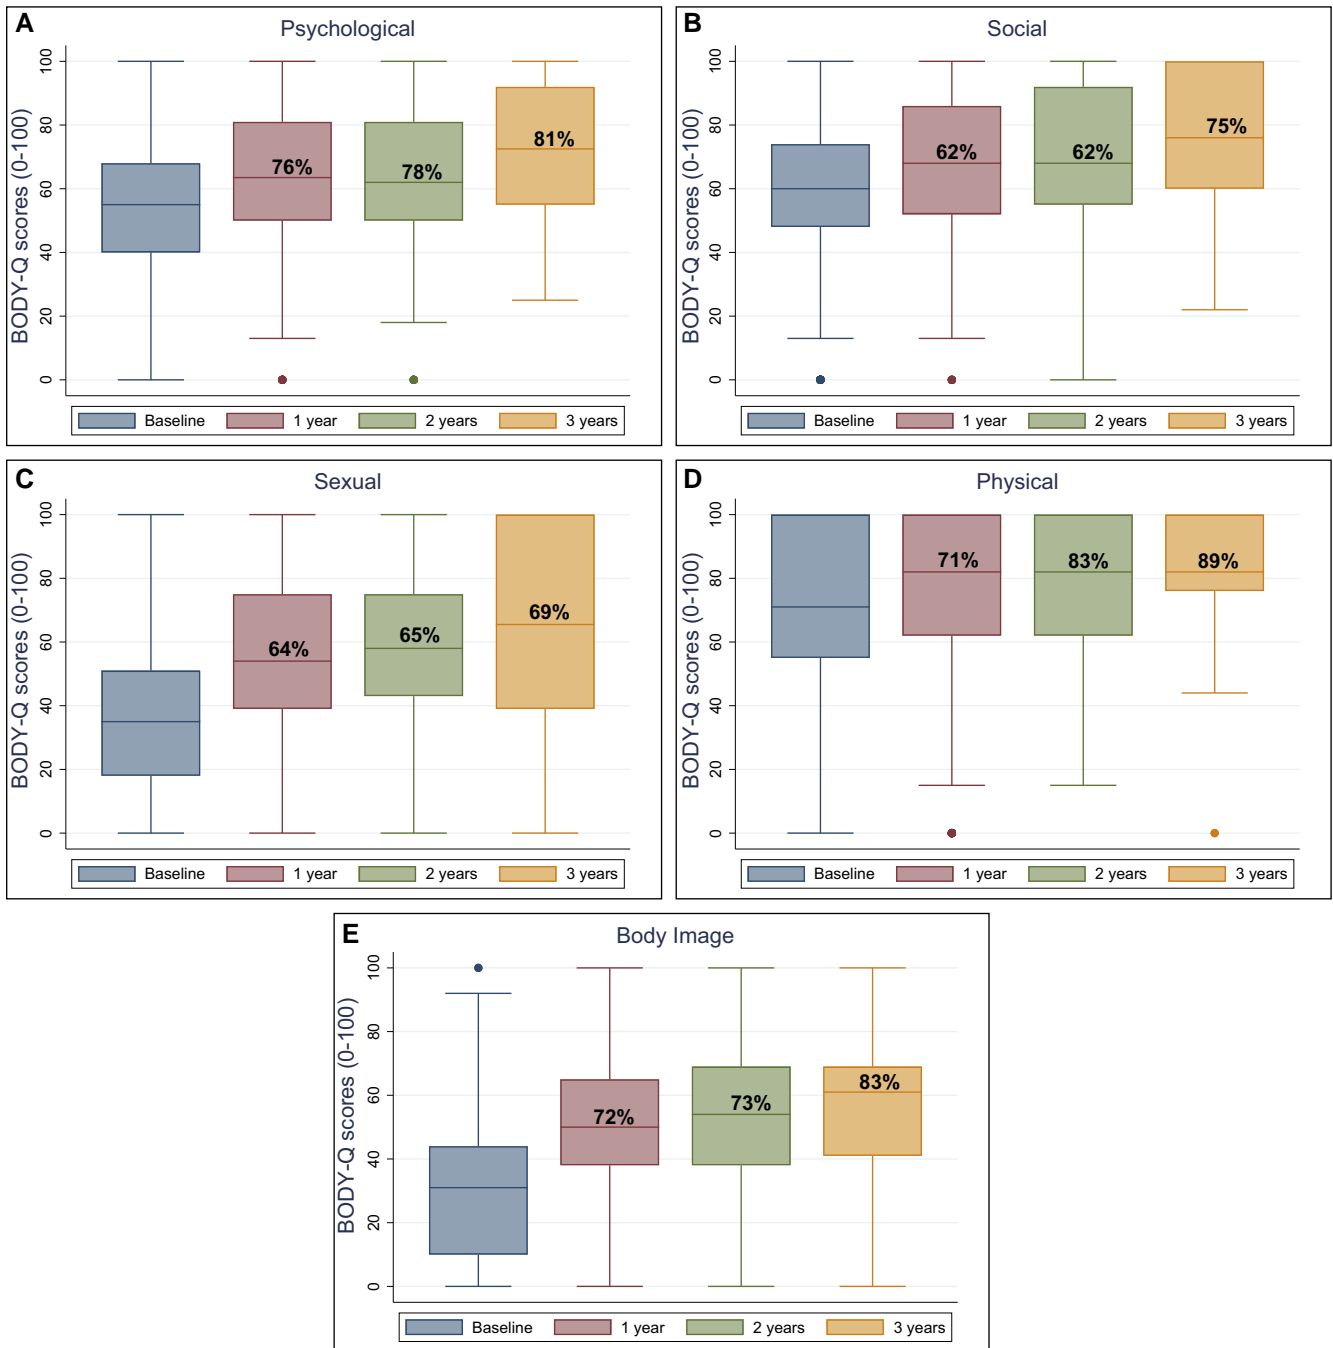 A
Psychological
BODY-Q scores (0-100)
100
80
60
40
20
0
76%
78%
81%
Baseline 1 year 2 years 3 years
B
Social
BODY-Q scores (0-100)
100
80
60
40
20
0
62%
62%
75%
Baseline 1 year 2 years 3 years
C
Sexual
BODY-Q scores (0-100)
100
80
60
40
20
0
64%
65%
69%
Baseline 1 year 2 years 3 years
D
Physical
BODY-Q scores (0-100)
100
80
60
40
20
0
71%
83%
89%
Baseline 1 year 2 years 3 years
E
Body Image
BODY-Q scores (0-100)
100
80
60
40
20
0
72%
73%
83%
Baseline 1 year 2 years 3 years